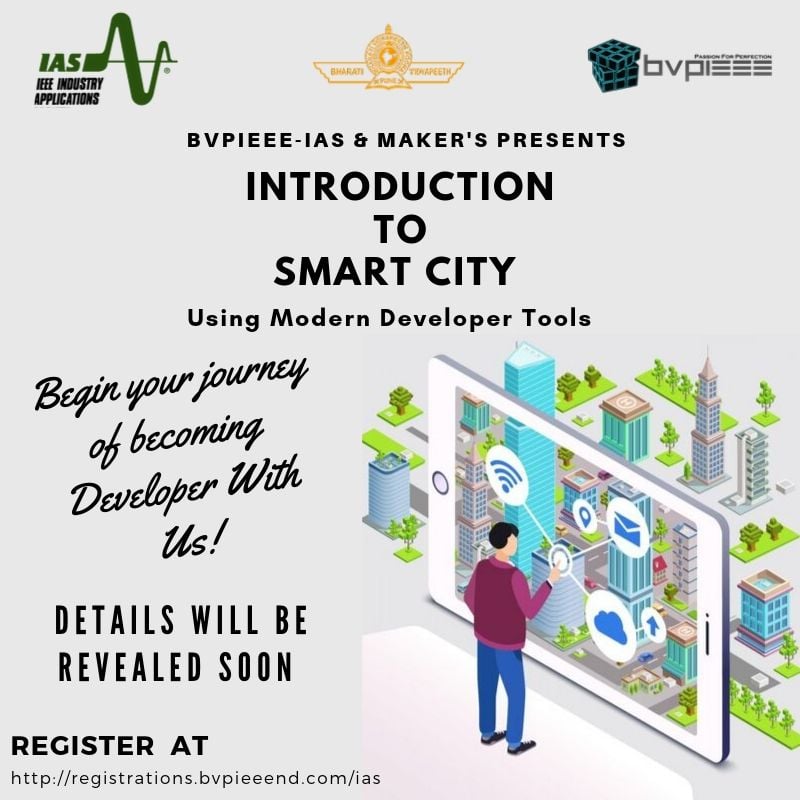 IAS
IEEE INDUSTRY
APPLICATIONS
®
BHARATI VIDYAPEETH
PUNE
PASSION FOR PERFECTION
bvpieee
BVPIEEE-IAS & MAKER'S PRESENTS
INTRODUCTION
TO
SMART CITY
Using Modern Developer Tools
Begin your journey
of becoming
Developer With
Us!
DETAILS WILL BE
REVEALED SOON
REGISTER AT
http://registrations.bvpieeend.com/ias
H
H